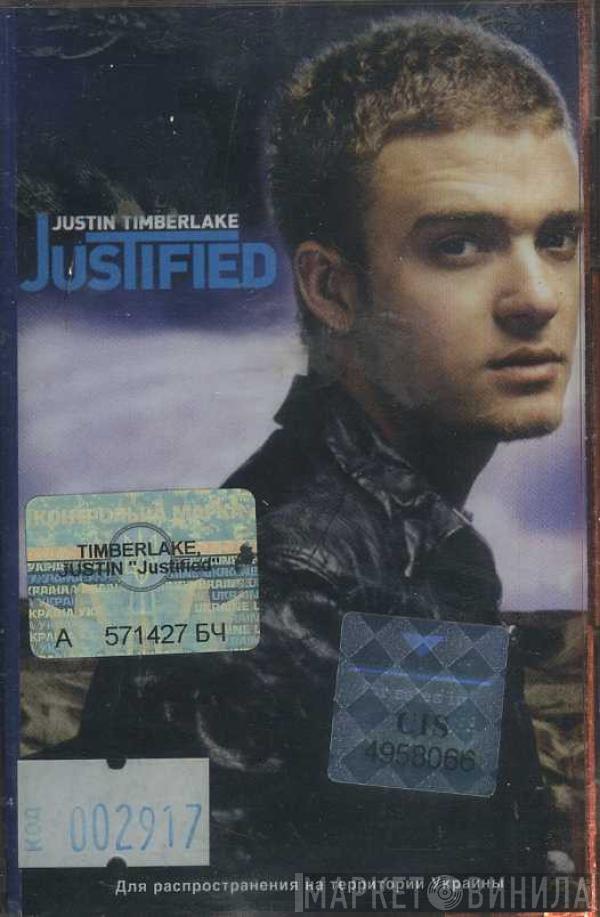 JUSTIN TIMBERLAKE
JUSTIFIED
КОНТРОЛЬНА МАРКА
TIMBERLAKE,
JUSTIN "Justified"
А 571427 БЧ
UIS
4958066
КОД 002917
Для распространения на территории Украины
МАРКЕТ ВИНИЛА